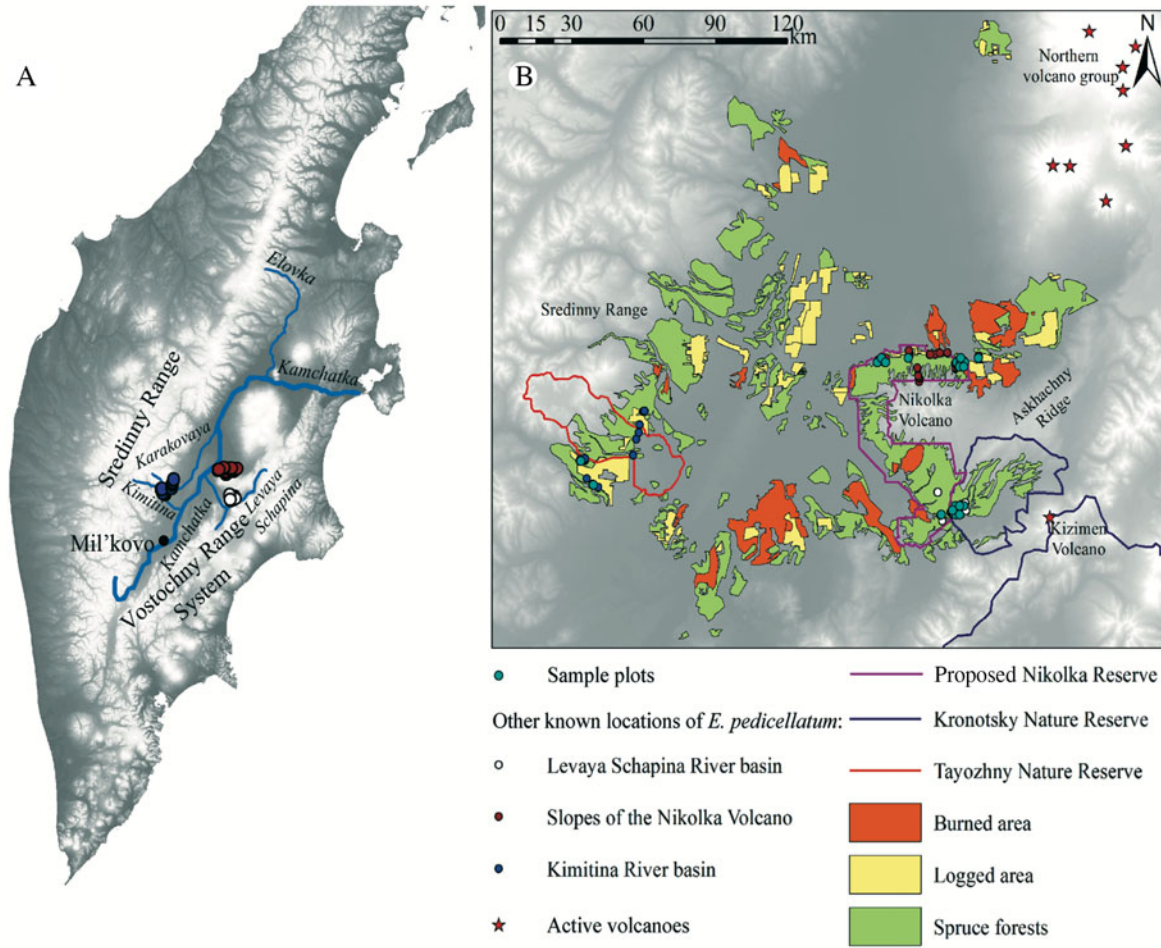 A
Elovka
Kamchatka
Sredinny Range
Karakovaya
Kimitina
Kamchatka
Levaya
Schapina
Mil'kovo
Vostochny Range
System
0 15 30 60 90 120
km
B
N
Northern
volcano group
Sredinny Range
Nikolka
Volcano
Askhachny
Ridge
Kizimen
Volcano
Sample plots
Other known locations of E. pedicellatum:
Levaya Schapina River basin
Slopes of the Nikolka Volcano
Kimitina River basin
Active volcanoes
Proposed Nikolka Reserve
Kronotsky Nature Reserve
Tayozhny Nature Reserve
Burned area
Logged area
Spruce forests